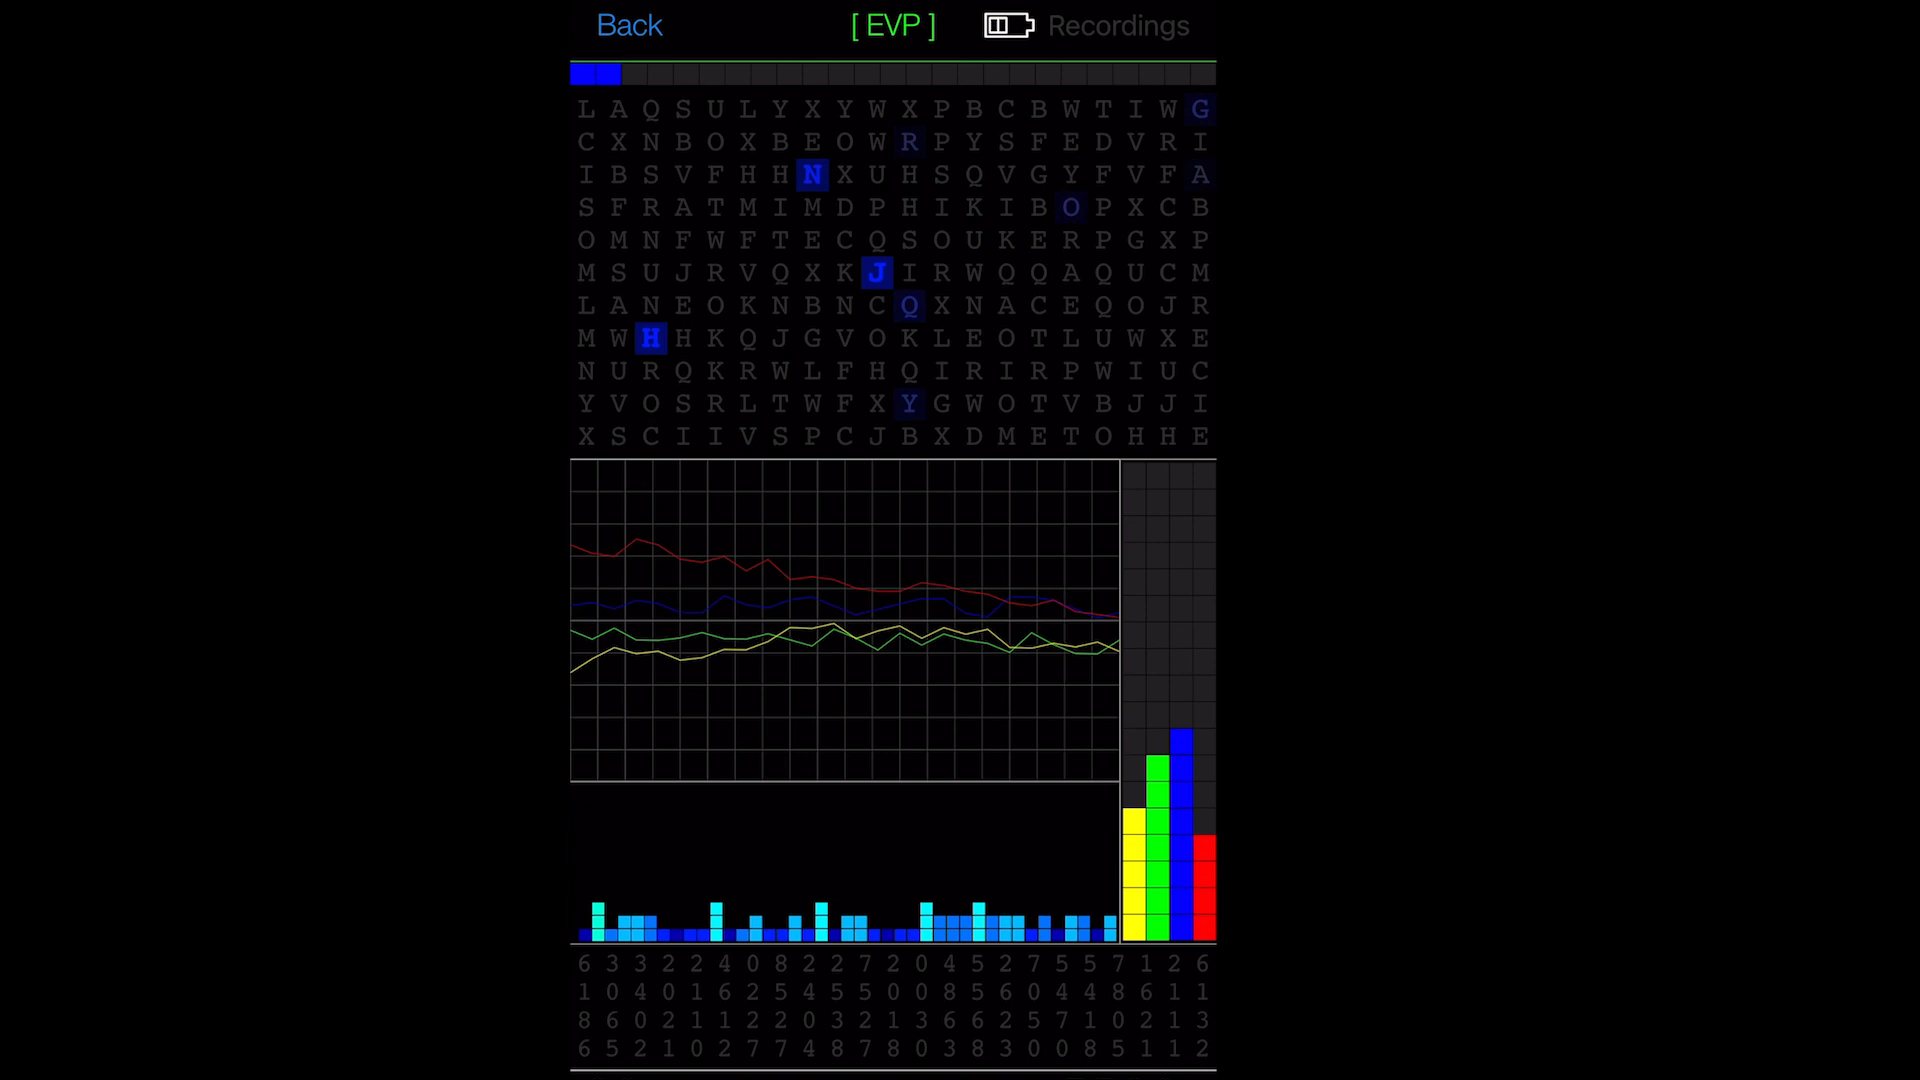 Back [ EVP ] Recordings
L A Q S U L Y X Y W X P B C B W T I W G
C X N B O X B E O W R P Y S F E D V R I
I B S V F H H N X U H S Q V G Y F V F A
S F R A T M I M D P H I K I B O P X C B
O M N F W F T E C Q S O U K E R P G X P
M S U J R V Q X K J I R W Q Q A Q U C M
L A N E O K N B N C Q X N A C E Q O J R
M W H H K Q J G V O K L E O T L U W X E
N U R Q K R W L F H Q I R I R P W I U C
Y V O S R L T W F X Y G W O T V B J J I
X S C I I V S P C J B X D M E T O H H E
6 3 3 2 2 4 0 8 2 2 7 2 0 4 5 2 7 5 5 7 1 2 6
1 0 4 0 1 6 2 5 4 5 5 0 0 8 5 6 0 4 4 8 6 1 1
8 6 0 2 1 1 2 2 0 3 2 1 3 6 6 2 5 7 1 0 2 1 3
6 5 2 1 0 2 7 7 4 8 7 8 0 3 8 3 0 0 8 5 1 1 2